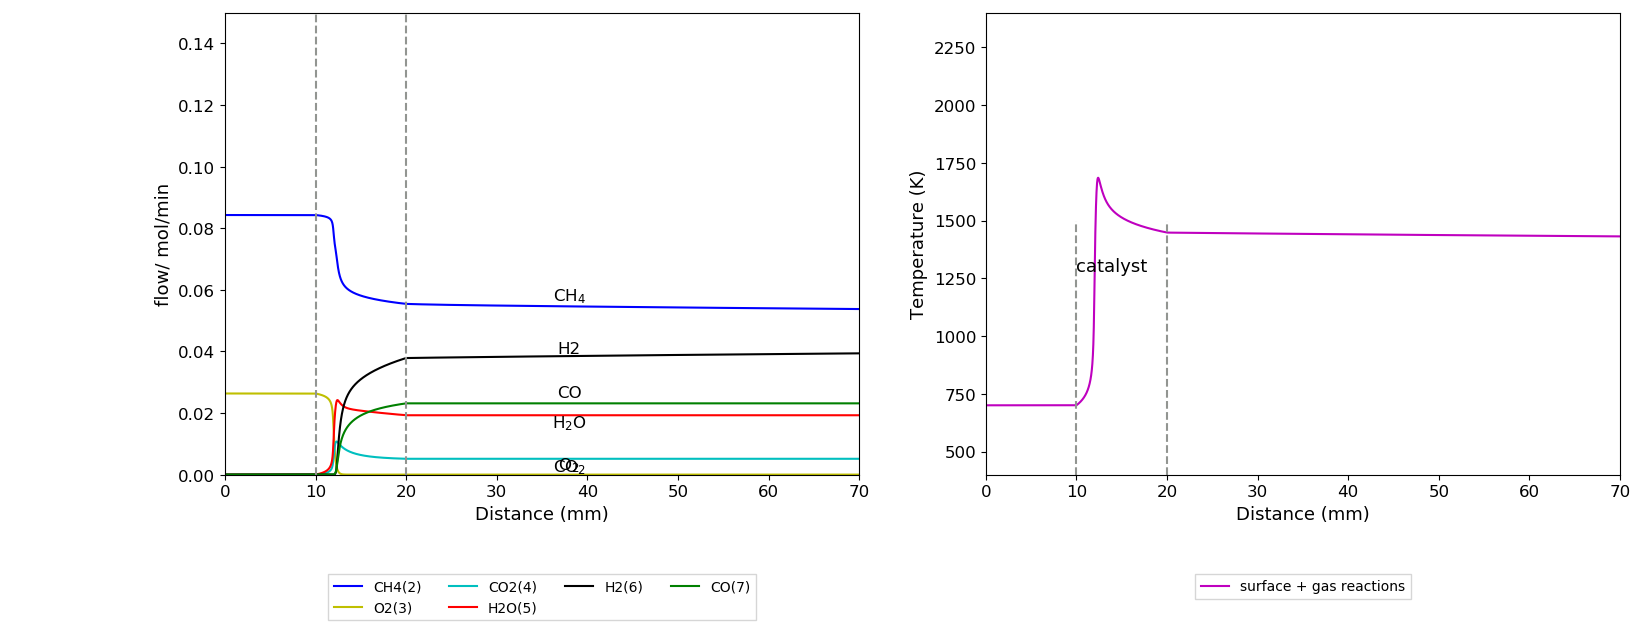 0.14
0.12
0.10
0.08
0.06
0.04
0.02
0.00
flow/ mol/min
CH₄
H2
CO
H₂O
O₂
CO₂
0 10 20 30 40 50 60 70
Distance (mm)
CH4(2) CO2(4) H2(6) CO(7)
O2(3) H2O(5)
2250
2000
1750
1500
1250
1000
750
500
Temperature (K)
catalyst
0 10 20 30 40 50 60 70
Distance (mm)
surface + gas reactions